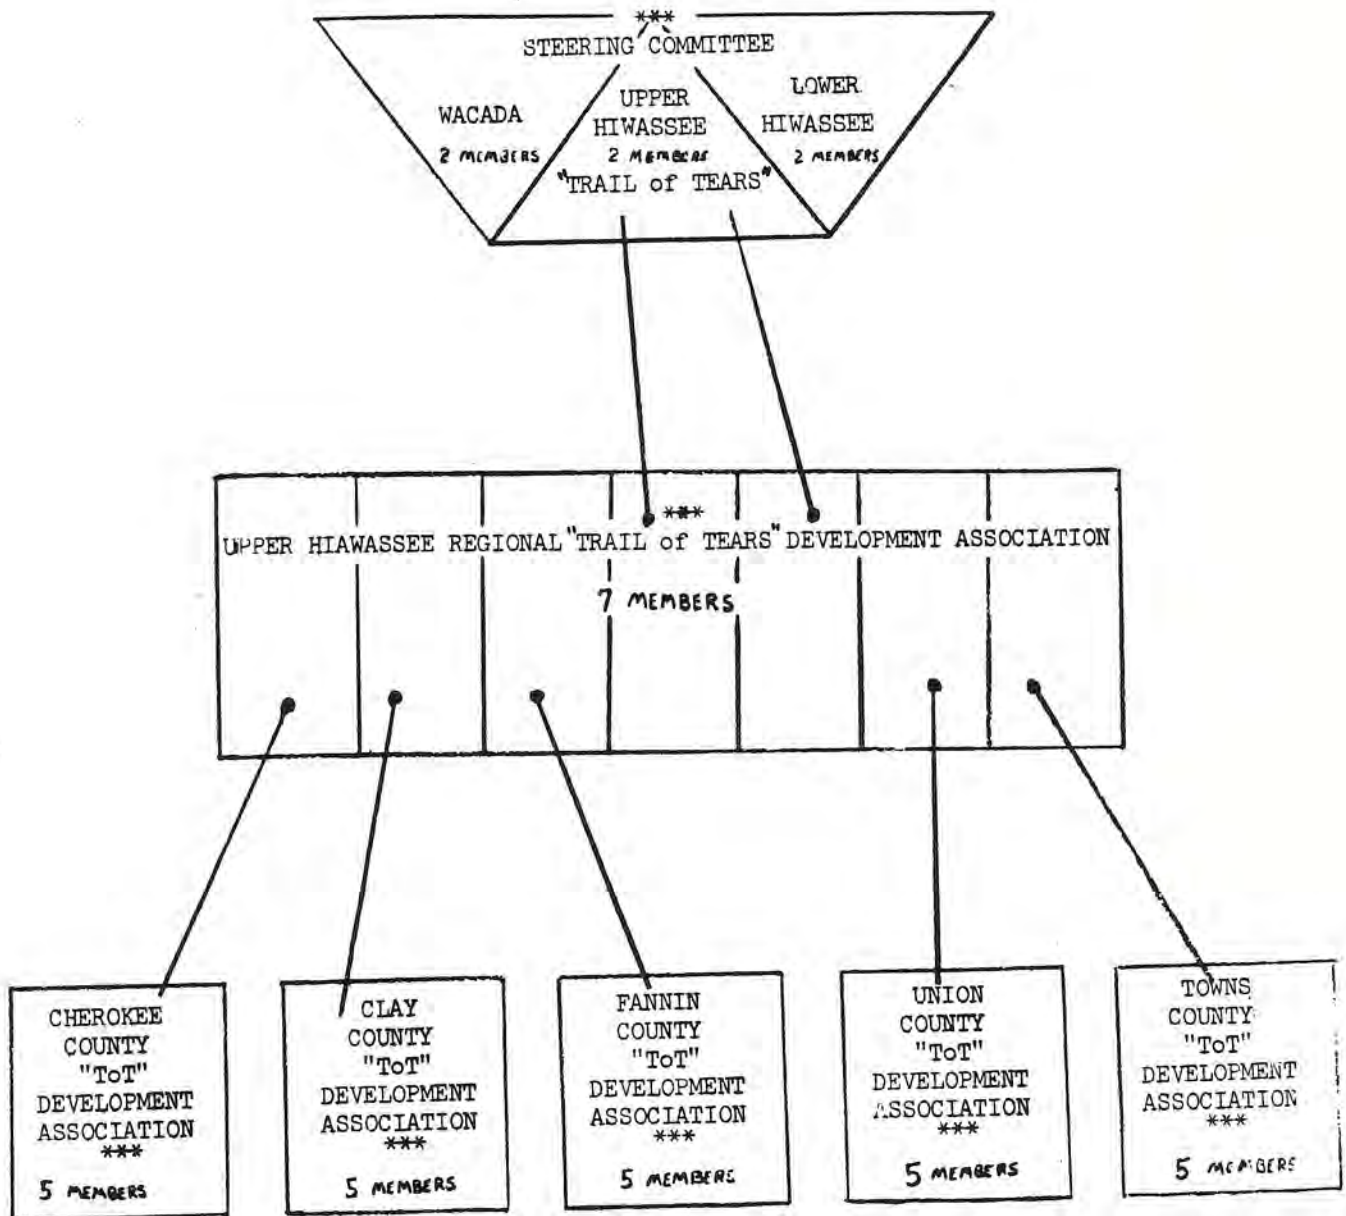 ***
STEERING COMMITTEE
WACADA
2 MEMBERS
UPPER
HIWASSEE
2 MEMBERS
"TRAIL of TEARS"
LOWER
HIWASSEE
2 MEMBERS
***
UPPER HIAWASSEE REGIONAL "TRAIL of TEARS" DEVELOPMENT ASSOCIATION
7 MEMBERS
CHEROKEE
COUNTY
"ToT"
DEVELOPMENT
ASSOCIATION
***
5 MEMBERS
CLAY
COUNTY
"ToT"
DEVELOPMENT
ASSOCIATION
***
5 MEMBERS
FANNIN
COUNTY
"ToT"
DEVELOPMENT
ASSOCIATION
***
5 MEMBERS
UNION
COUNTY
"ToT"
DEVELOPMENT
ASSOCIATION
***
5 MEMBERS
TOWNS
COUNTY
"ToT"
DEVELOPMENT
ASSOCIATION
***
5 MEMBERS